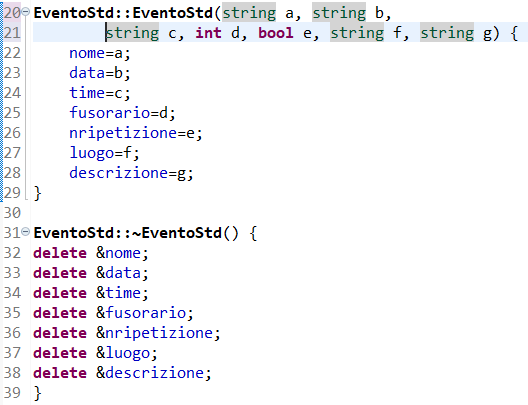 20 EventoStd::EventoStd(string a, string b,
21         string c, int d, bool e, string f, string g) {
22     nome=a;
23     data=b;
24     time=c;
25     fusorario=d;
26     nripetizione=e;
27     luogo=f;
28     descrizione=g;
29 }
30
31 EventoStd::~EventoStd() {
32 delete &nome;
33 delete &data;
34 delete &time;
35 delete &fusorario;
36 delete &nripetizione;
37 delete &luogo;
38 delete &descrizione;
39 }